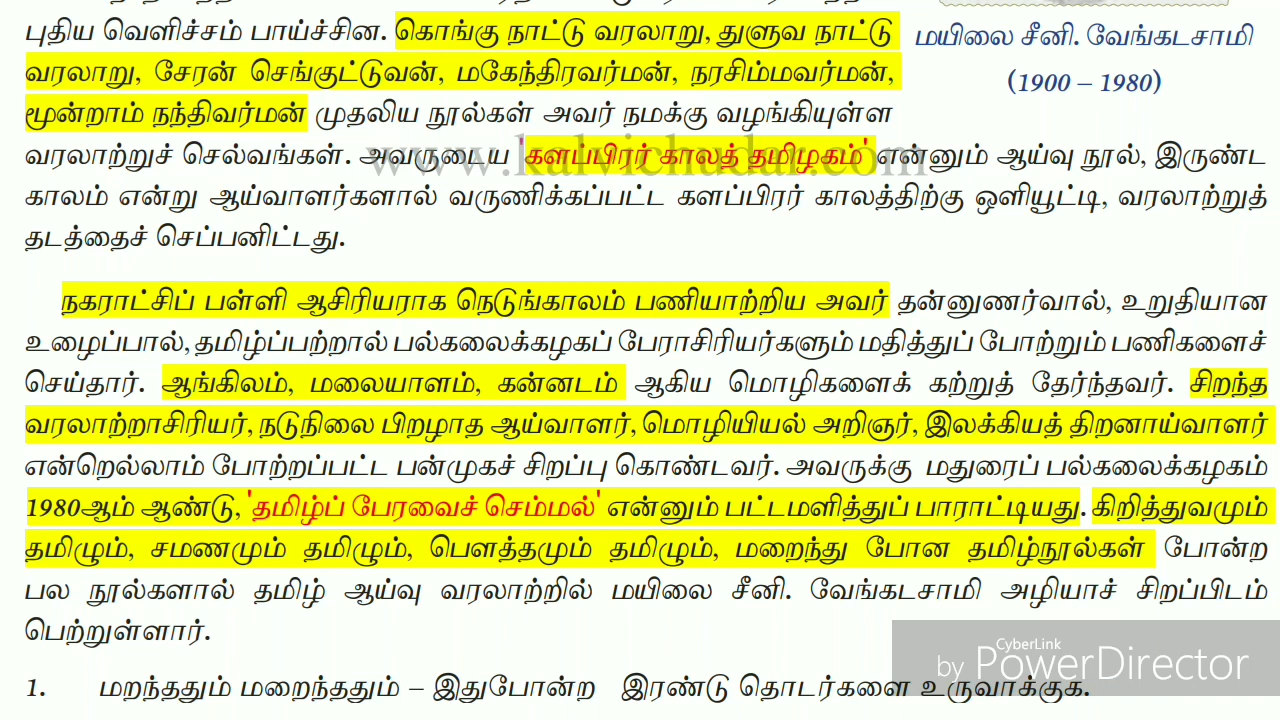 புதிய வெளிச்சம் பாய்ச்சின. கொங்கு நாட்டு வரலாறு, துளுவ நாட்டு
வரலாறு, சேரன் செங்குட்டுவன், மகேந்திரவர்மன், நரசிம்மவர்மன்,
மூன்றாம் நந்திவர்மன் முதலிய நூல்கள் அவர் நமக்கு வழங்கியுள்ள
மயிலை சீனி. வேங்கடசாமி
(1900 – 1980)
வரலாற்றுச் செல்வங்கள். அவருடைய 'களப்பிரர் காலத் தமிழகம்' என்னும் ஆய்வு நூல், இருண்ட
www.kalvichudar.com
காலம் என்று ஆய்வாளர்களால் வருணிக்கப்பட்ட களப்பிரர் காலத்திற்கு ஒளியூட்டி, வரலாற்றுத்
தடத்தைச் செப்பனிட்டது.
நகராட்சிப் பள்ளி ஆசிரியராக நெடுங்காலம் பணியாற்றிய அவர் தன்னுணர்வால், உறுதியான
உழைப்பால், தமிழ்ப்பற்றால் பல்கலைக்கழகப் பேராசிரியர்களும் மதித்துப் போற்றும் பணிகளைச்
செய்தார். ஆங்கிலம், மலையாளம், கன்னடம் ஆகிய மொழிகளைக் கற்றுத் தேர்ந்தவர். சிறந்த
வரலாற்றாசிரியர், நடுநிலை பிறழாத ஆய்வாளர், மொழியியல் அறிஞர், இலக்கியத் திறனாய்வாளர்
என்றெல்லாம் போற்றப்பட்ட பன்முகச் சிறப்பு கொண்டவர். அவருக்கு மதுரைப் பல்கலைக்கழகம்
1980ஆம் ஆண்டு, 'தமிழ்ப் பேரவைச் செம்மல்' என்னும் பட்டமளித்துப் பாராட்டியது. கிறித்துவமும்
தமிழும், சமணமும் தமிழும், பௌத்தமும் தமிழும், மறைந்து போன தமிழ்நூல்கள் போன்ற
பல நூல்களால் தமிழ் ஆய்வு வரலாற்றில் மயிலை சீனி. வேங்கடசாமி அழியாச் சிறப்பிடம்
பெற்றுள்ளார்.
CyberLink
by PowerDirector
1. மறந்ததும் மறைந்ததும் – இதுபோன்ற இரண்டு தொடர்களை உருவாக்குக.